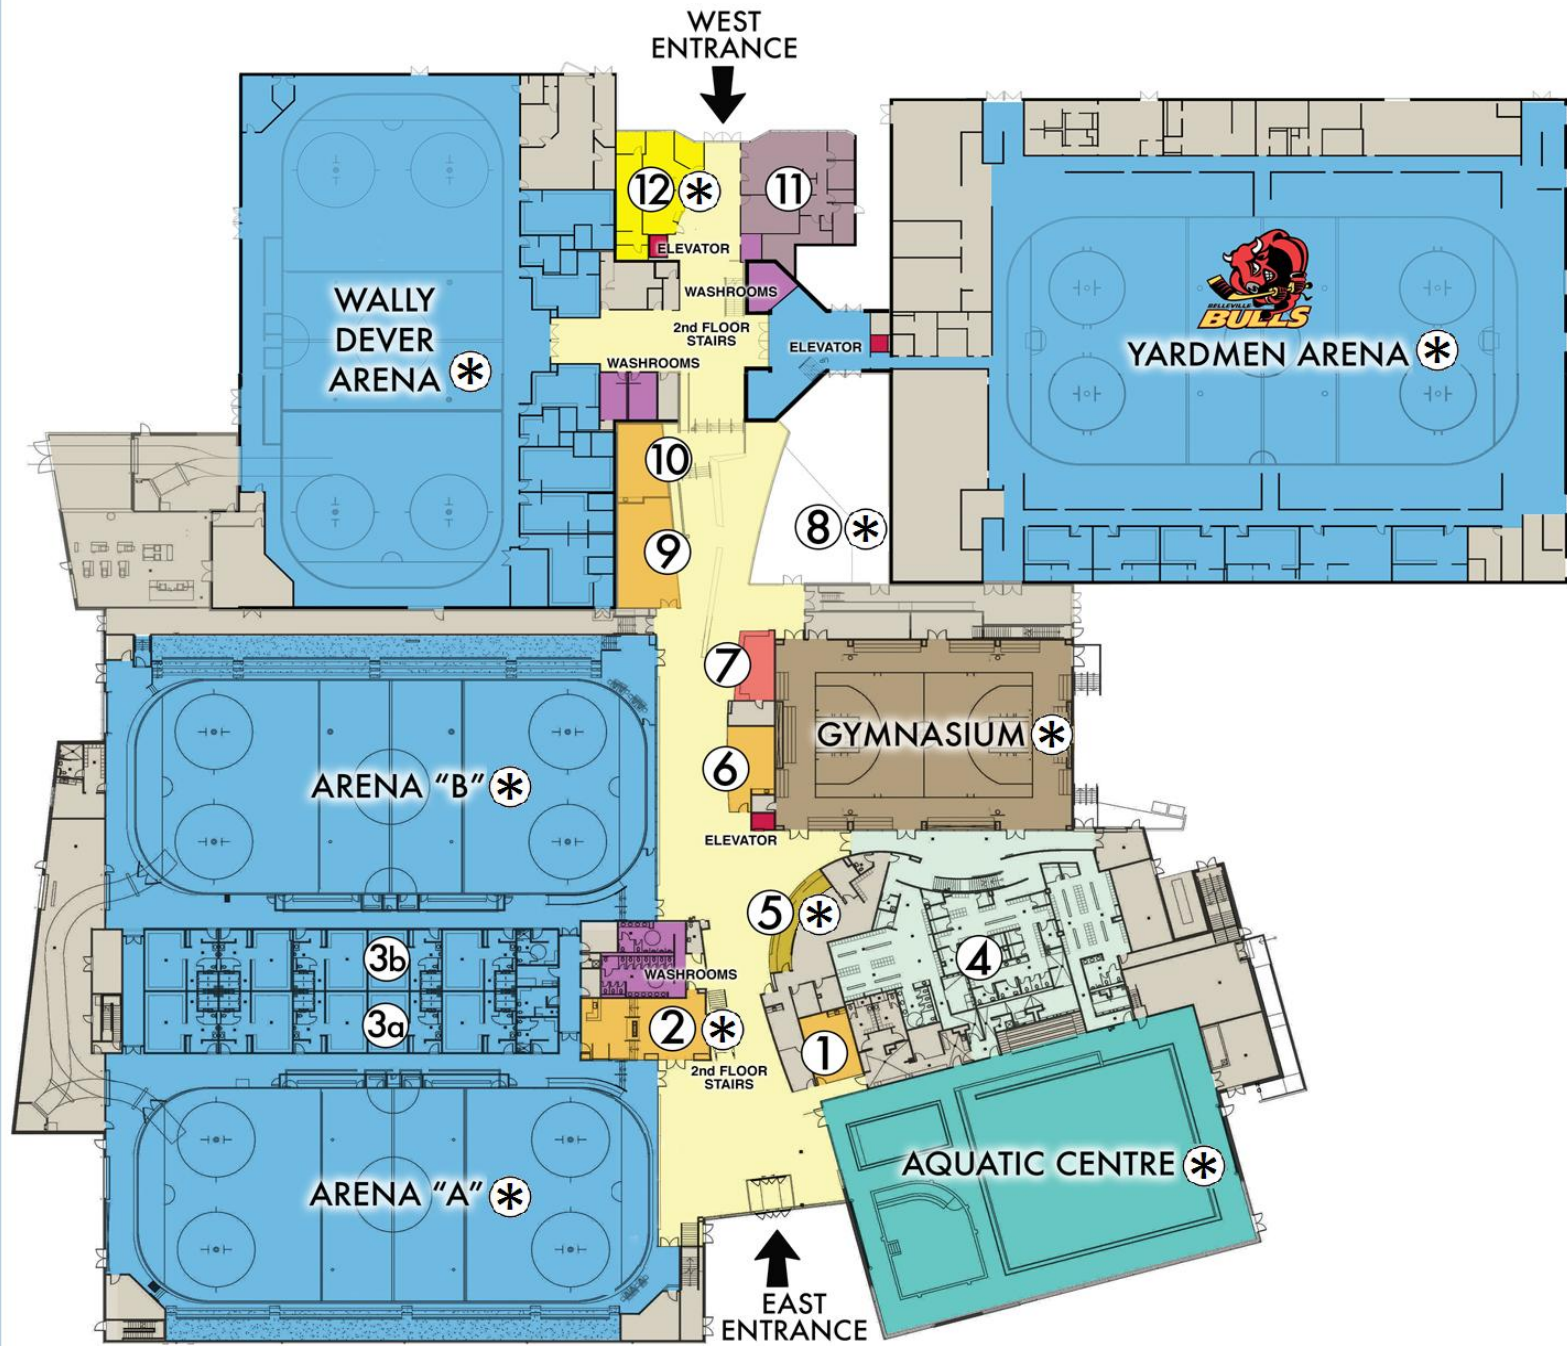 WEST
ENTRANCE
12 *
11
ELEVATOR
WASHROOMS
WALLY
DEVER
ARENA *
2nd FLOOR
STAIRS
ELEVATOR
WASHROOMS
BELLEVILLE
BULLS
YARDMEN ARENA *
10
9
8 *
7
GYMNASIUM *
6
ARENA "B" *
ELEVATOR
5 *
3b
4
WASHROOMS
3a
2 *
1
2nd FLOOR
STAIRS
AQUATIC CENTRE *
ARENA "A" *
EAST
ENTRANCE